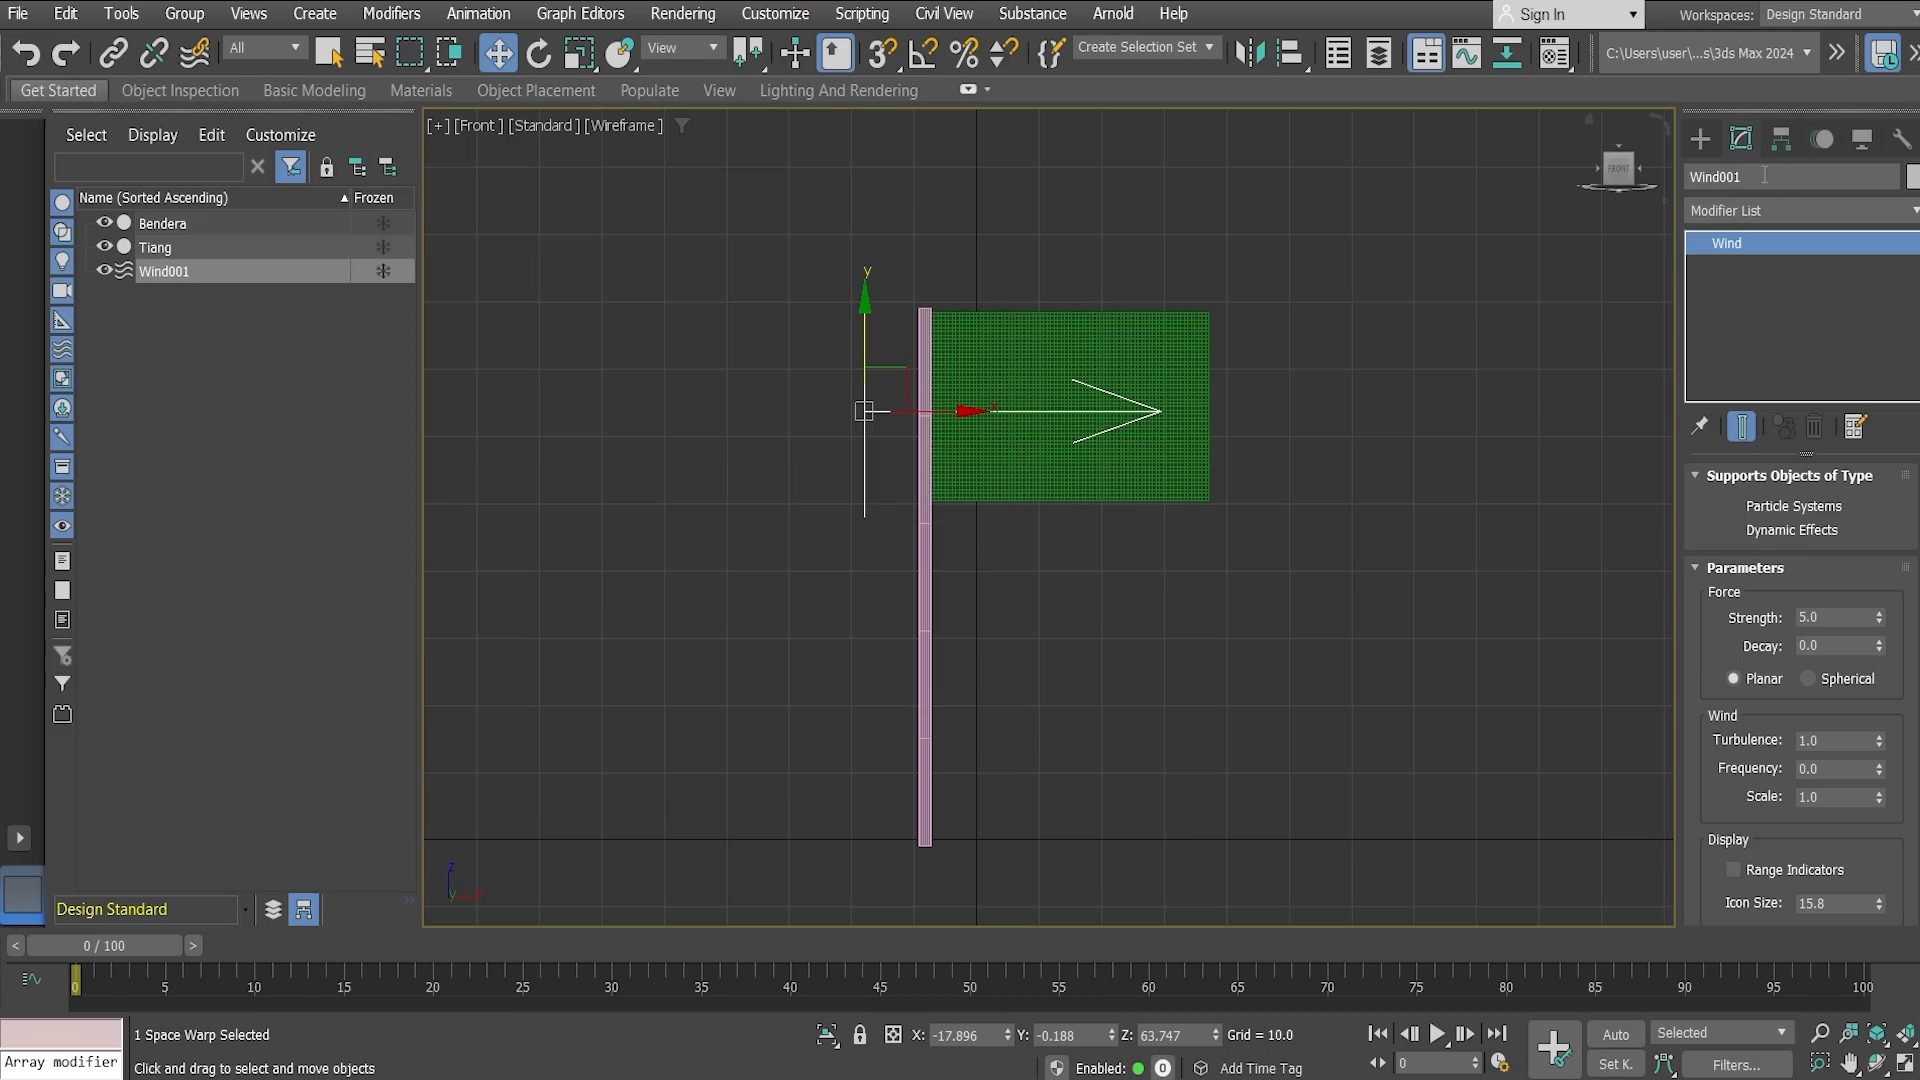 File Edit Tools Group Views Create Modifiers Animation Graph Editors Rendering Customize Scripting Civil View Substance Arnold Help Sign In Workspaces: Design Standard
All View Create Selection Set C:\Users\user\...s\3ds Max 2024
Get Started Object Inspection Basic Modeling Materials Object Placement Populate View Lighting And Rendering
Select Display Edit Customize
Name (Sorted Ascending) Frozen
Bendera
Tiang
Wind001
Design Standard
[+] [Front ] [Standard ] [Wireframe ]
FRONT
y
x
z
y
Wind001
Modifier List
Wind
Supports Objects of Type
Particle Systems
Dynamic Effects
Parameters
Force
Strength: 5.0
Decay: 0.0
Planar Spherical
Wind
Turbulence: 1.0
Frequency: 0.0
Scale: 1.0
Display
Range Indicators
Icon Size: 15.8
< 0 / 100 >
0 5 10 15 20 25 30 35 40 45 50 55 60 65 70 75 80 85 90 95 100
1 Space Warp Selected X: -17.896 Y: -0.188 Z: 63.747 Grid = 10.0 Auto Selected
Array modifier Click and drag to select and move objects Enabled: 0 Add Time Tag 0 Set K. Filters...